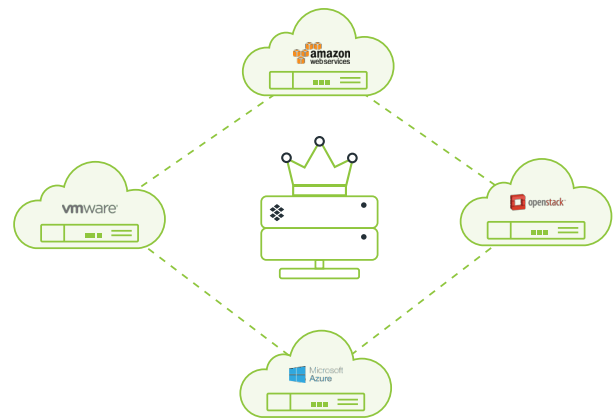 amazon
webservices
vmware
openstack
Microsoft
Azure